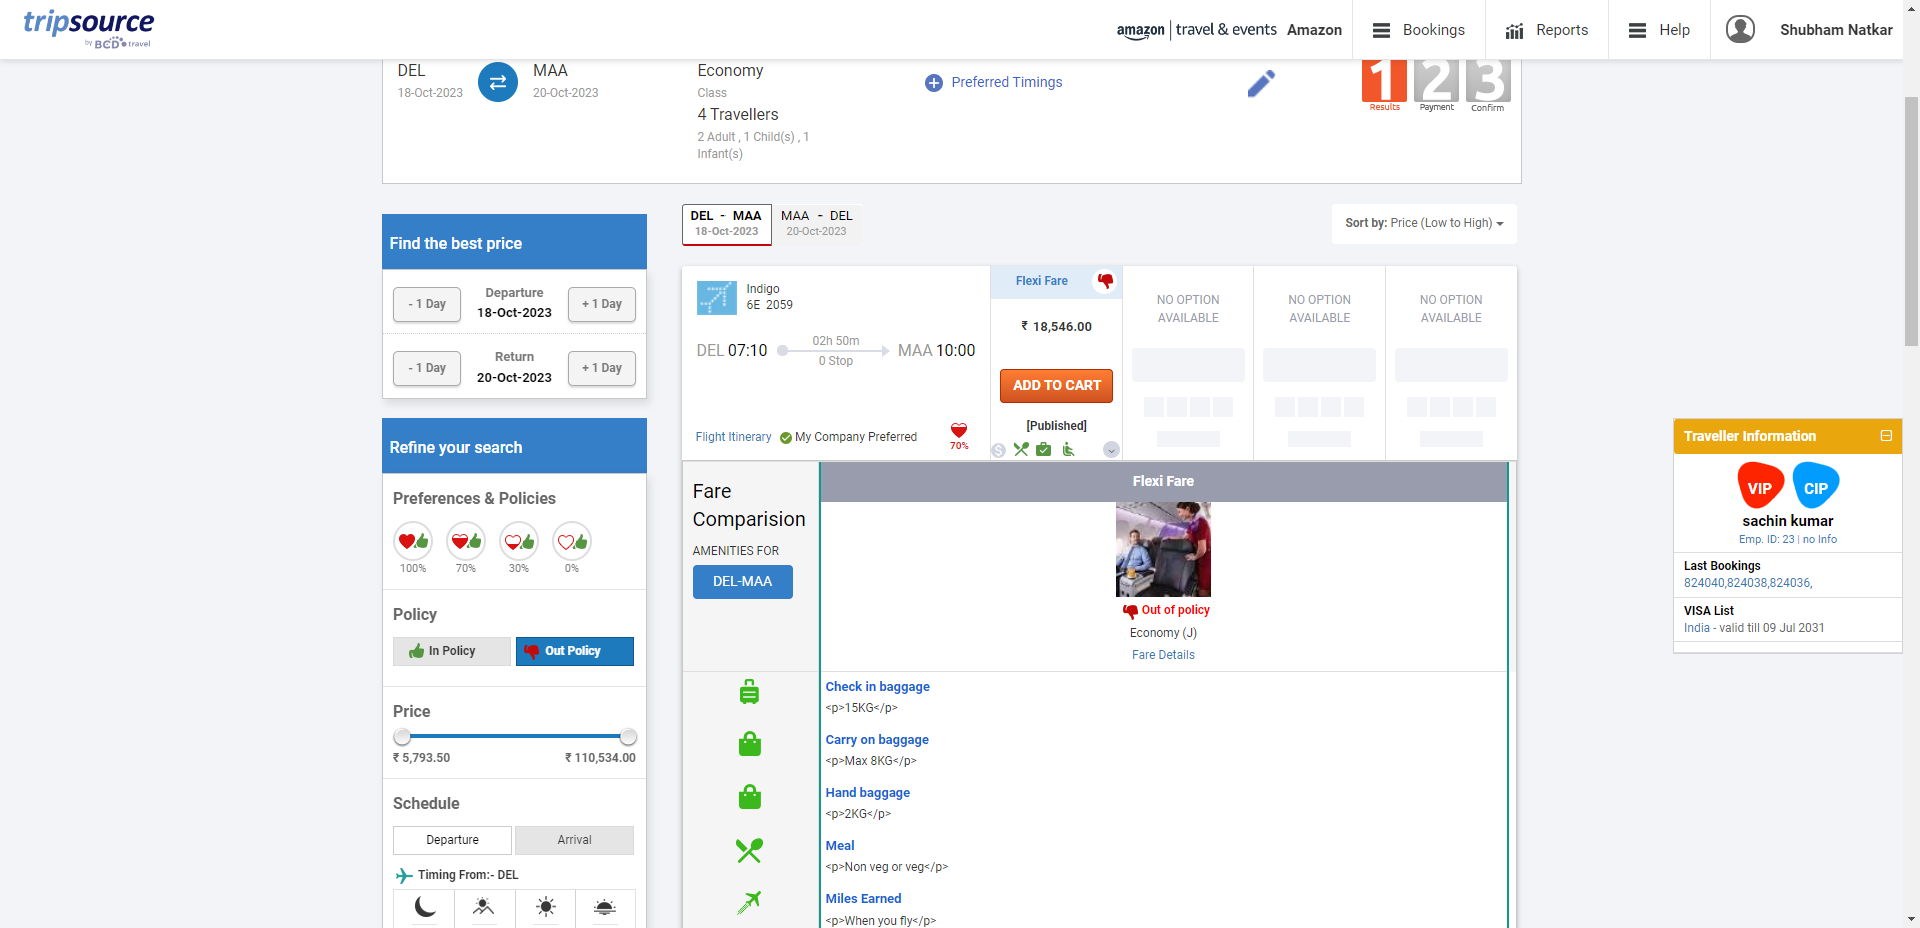 tripsource
by BCD travel
amazon | travel & events Amazon
Bookings
Reports
Help
Shubham Natkar
DEL
18-Oct-2023
MAA
20-Oct-2023
Economy
Class
4 Travellers
2 Adult , 1 Child(s) , 1
Infant(s)
Preferred Timings
1 2 3
Results Payment Confirm
Find the best price
- 1 Day
Departure
18-Oct-2023
+ 1 Day
- 1 Day
Return
20-Oct-2023
+ 1 Day
Refine your search
Preferences & Policies
100% 70% 30% 0%
Policy
In Policy
Out Policy
Price
₹ 5,793.50 ₹ 110,534.00
Schedule
Departure Arrival
Timing From:- DEL
DEL - MAA
18-Oct-2023
MAA - DEL
20-Oct-2023
Sort by: Price (Low to High)
Indigo
6E 2059
DEL 07:10
02h 50m
0 Stop
MAA 10:00
Flight Itinerary
My Company Preferred
70%
Flexi Fare
₹ 18,546.00
ADD TO CART
[Published]
NO OPTION
AVAILABLE
NO OPTION
AVAILABLE
NO OPTION
AVAILABLE
Fare
Comparision
AMENITIES FOR
DEL-MAA
Flexi Fare
Out of policy
Economy (J)
Fare Details
Check in baggage
<p>15KG</p>
Carry on baggage
<p>Max 8KG</p>
Hand baggage
<p>2KG</p>
Meal
<p>Non veg or veg</p>
Miles Earned
<p>When you fly</p>
Traveller Information
VIP CIP
sachin kumar
Emp. ID: 23 | no Info
Last Bookings
824040,824038,824036,
VISA List
India - valid till 09 Jul 2031